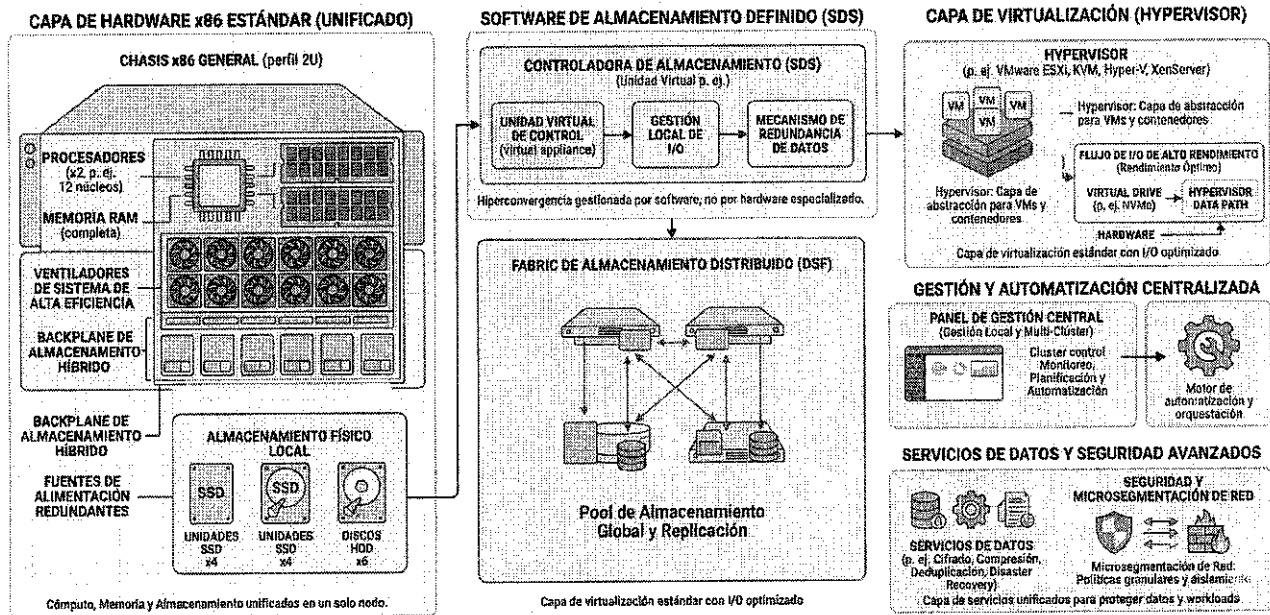 CAPA DE HARDWARE x86 ESTÁNDAR (UNIFICADO)
CHASIS x86 GENERAL (perfil 2U)
PROCESADORES
(x2, p. ej.
12 núcleos)
MEMORIA RAM
(completa)
VENTILADORES
DE SISTEMA DE
ALTA EFICIENCIA
BACKPLANE DE
ALMACENAMIENTO
HÍBRIDO
BACKPLANE DE
ALMACENAMIENTO
HÍBRIDO
FUENTES DE
ALIMENTACIÓN
REDUNDANTES
ALMACENAMIENTO FÍSICO
LOCAL
SSD
SSD
UNIDADES
SSD
x4
UNIDADES
SSD
x4
DISCOS
HDD
x6
Cómputo, Memoria y Almacenamiento unificados en un solo nodo.
SOFTWARE DE ALMACENAMIENTO DEFINIDO (SDS)
CONTROLADORA DE ALMACENAMIENTO (SDS)
(Unidad Virtual p. ej.)
UNIDAD VIRTUAL
DE CONTROL
(virtual appliance)
GESTIÓN
LOCAL DE
I/O
MECANISMO DE
REDUNDANCIA
DE DATOS
Hiperconvergencia gestionada por software, no por hardware especializado.
FABRIC DE ALMACENAMIENTO DISTRIBUIDO (DSF)
Pool de Almacenamiento
Global y Replicación
Capa de virtualización estándar con I/O optimizado
CAPA DE VIRTUALIZACIÓN (HYPERVISOR)
HYPERVISOR
(p. ej. VMware ESXi, KVM, Hyper-V, XenServer)
VM
VM
VM
VM
Hypervisor: Capa de
abstracción para VMs y
contenedores
Hypervisor: Capa de abstracción
para VMs y contenedores
FLUJO DE I/O DE ALTO RENDIMIENTO
(Rendimiento Óptimo)
VIRTUAL DRIVE
(p. ej. NVMe)
HYPERVISOR
DATA PATH
HARDWARE
Capa de virtualización estándar con I/O optimizado
GESTIÓN Y AUTOMATIZACIÓN CENTRALIZADA
PANEL DE GESTIÓN CENTRAL
(Gestión Local y Multi-Clúster)
Cluster control
Monitoreo,
Planificación y
Automatización
Motor de
automatización y
orquestación
SERVICIOS DE DATOS Y SEGURIDAD AVANZADOS
SERVICIOS DE DATOS
(p. ej. Cifrado, Compresión,
Deduplicación, Disaster
Recovery)
SEGURIDAD Y
MICROSEGMENTACIÓN DE RED
Microsegmentación de Red:
Políticas granulares y aislamiento
Capa de servicios unificados para proteger datos y workloads